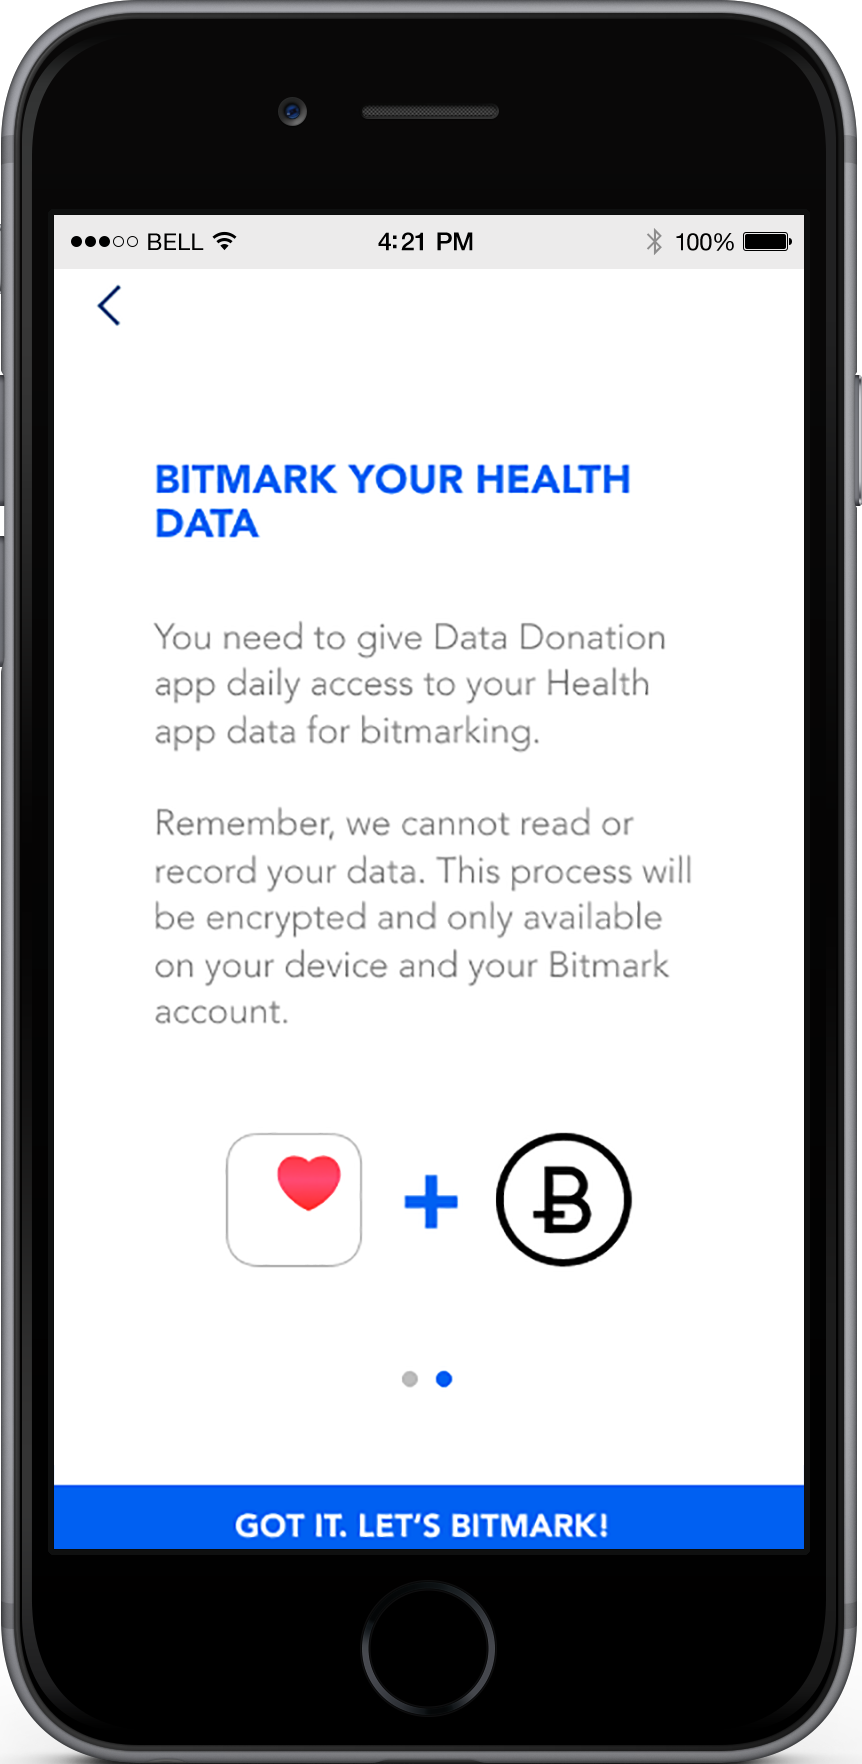 BELL 4:21 PM 100%
BITMARK YOUR HEALTH
DATA
You need to give Data Donation
app daily access to your Health
app data for bitmarking.
Remember, we cannot read or
record your data. This process will
be encrypted and only available
on your device and your Bitmark
account.
GOT IT. LET'S BITMARK!